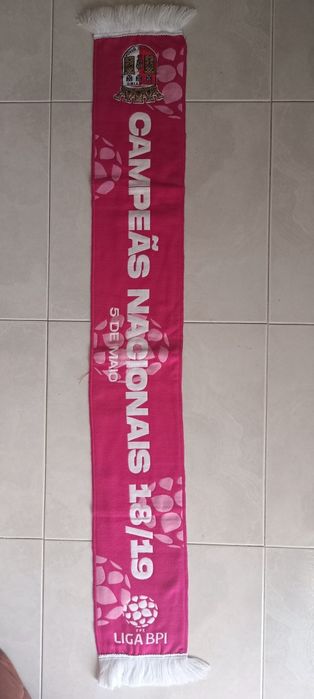 CAMPEÃS NACIONAIS 18/19
5 DE MAIO
LIGA BPI